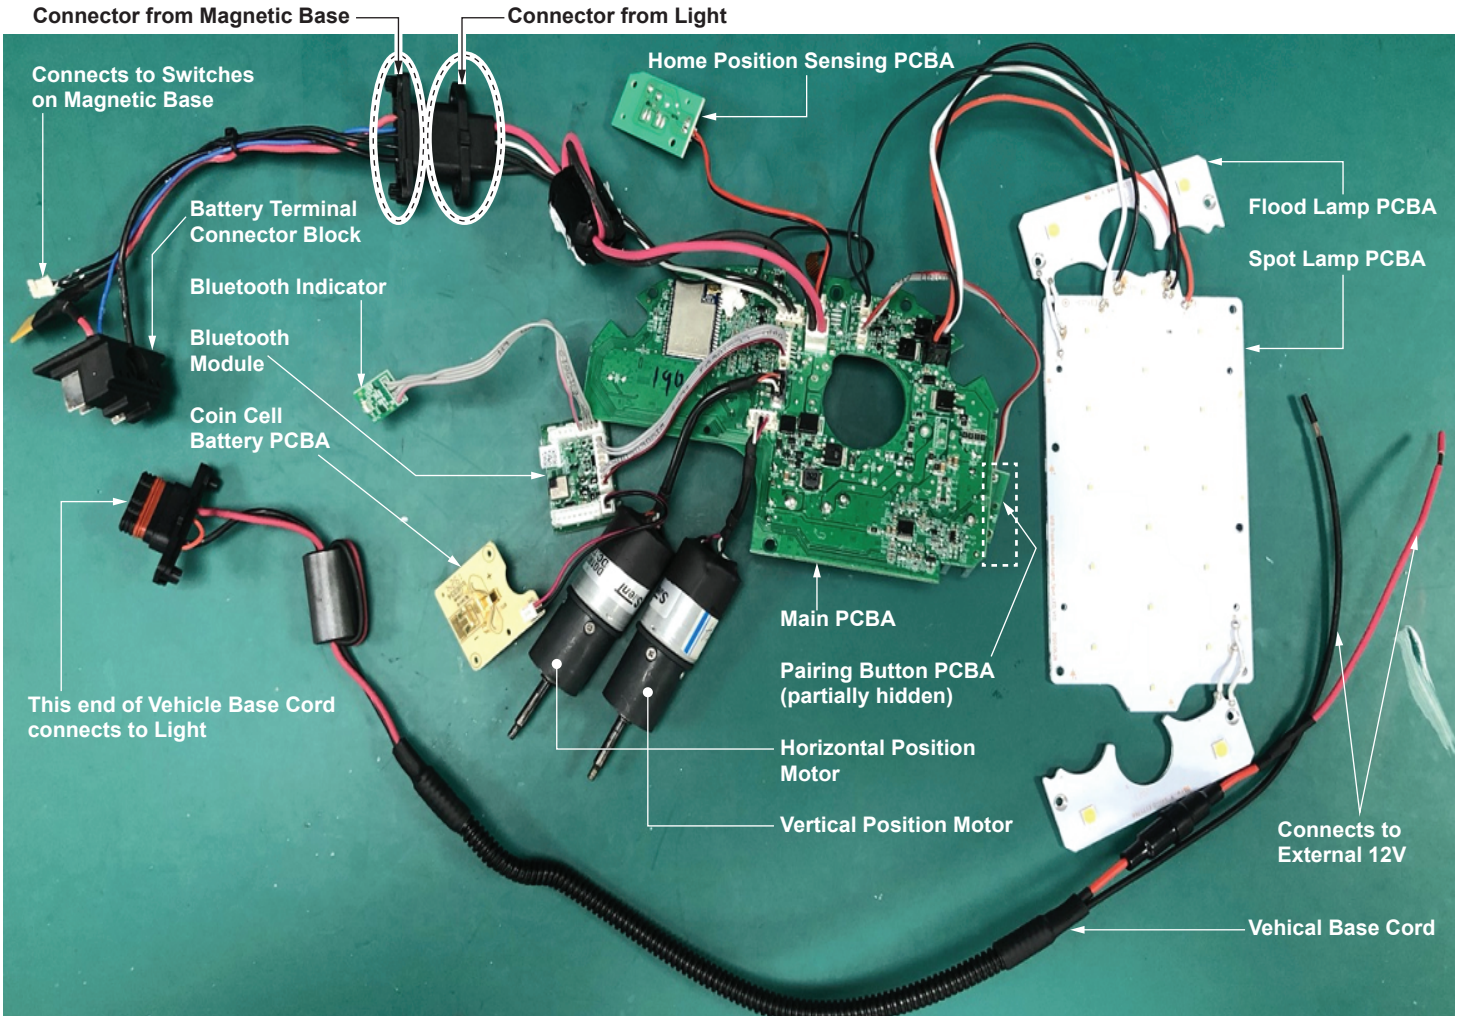 Connector from Magnetic Base
Connector from Light
Connects to Switches
on Magnetic Base
Home Position Sensing PCBA
Battery Terminal
Connector Block
Flood Lamp PCBA
Spot Lamp PCBA
Bluetooth Indicator
Bluetooth
Module
196
Coin Cell
Battery PCBA
Main PCBA
Pairing Button PCBA
(partially hidden)
This end of Vehicle Base Cord
connects to Light
Horizontal Position
Motor
Vertical Position Motor
Connects to
External 12V
Vehical Base Cord